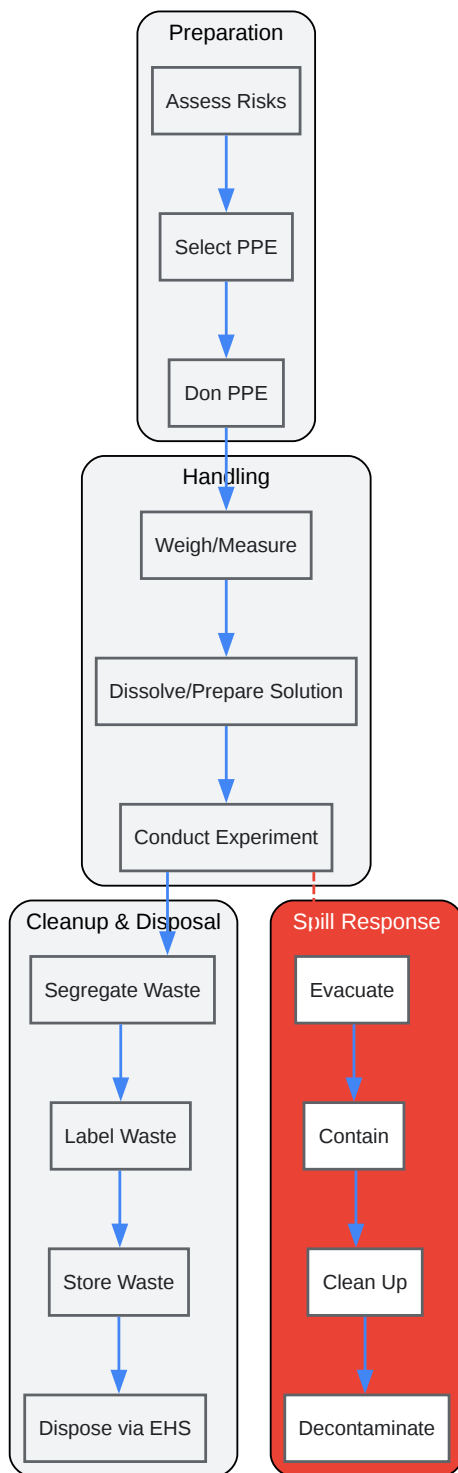 Preparation
Assess Risks
Select PPE
Don PPE
Handling
Weigh/Measure
Dissolve/Prepare Solution
Conduct Experiment
Cleanup & Disposal
Segregate Waste
Label Waste
Store Waste
Dispose via EHS
Spill Response
Evacuate
Contain
Clean Up
Decontaminate